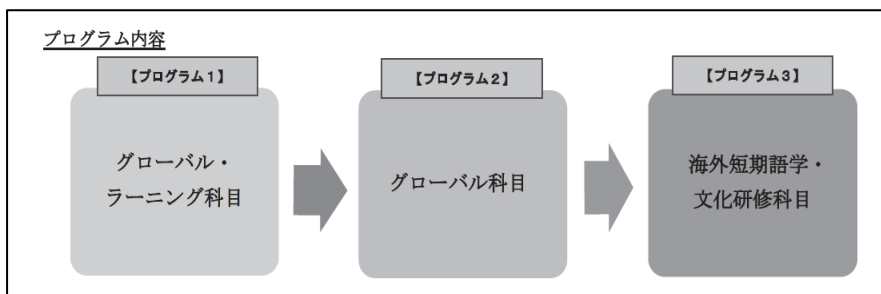 プログラム内容
【プログラム1】
グローバル・
ラーニング科目
【プログラム2】
グローバル科目
【プログラム3】
海外短期語学・
文化研修科目